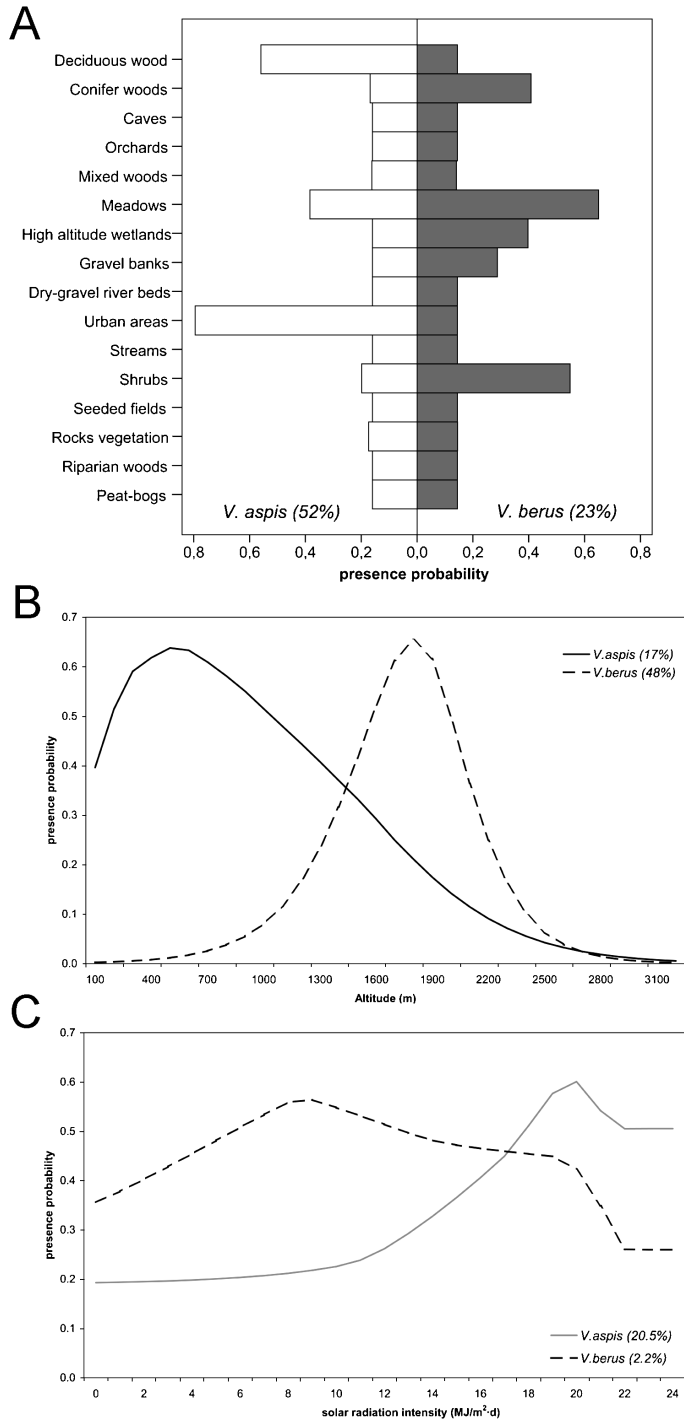 A
Deciduous wood
Conifer woods
Caves
Orchards
Mixed woods
Meadows
High altitude wetlands
Gravel banks
Dry-gravel river beds
Urban areas
Streams
Shrubs
Seeded fields
Rocks vegetation
Riparian woods
Peat-bogs
V. aspis (52%) V. berus (23%)
0,8 0,6 0,4 0,2 0,0 0,2 0,4 0,6 0,8
presence probability
B
0.7
0.6
0.5
0.4
0.3
0.2
0.1
0.0
presence probability
V.aspis (17%)
V.berus (48%)
100 400 700 1000 1300 1600 1900 2200 2500 2800 3100
Altitude (m)
C
0.7
0.6
0.5
0.4
0.3
0.2
0.1
0.0
presence probability
V.aspis (20.5%)
V.berus (2.2%)
0 2 4 6 8 10 12 14 16 18 20 22 24
solar radiation intensity (MJ/m²·d)